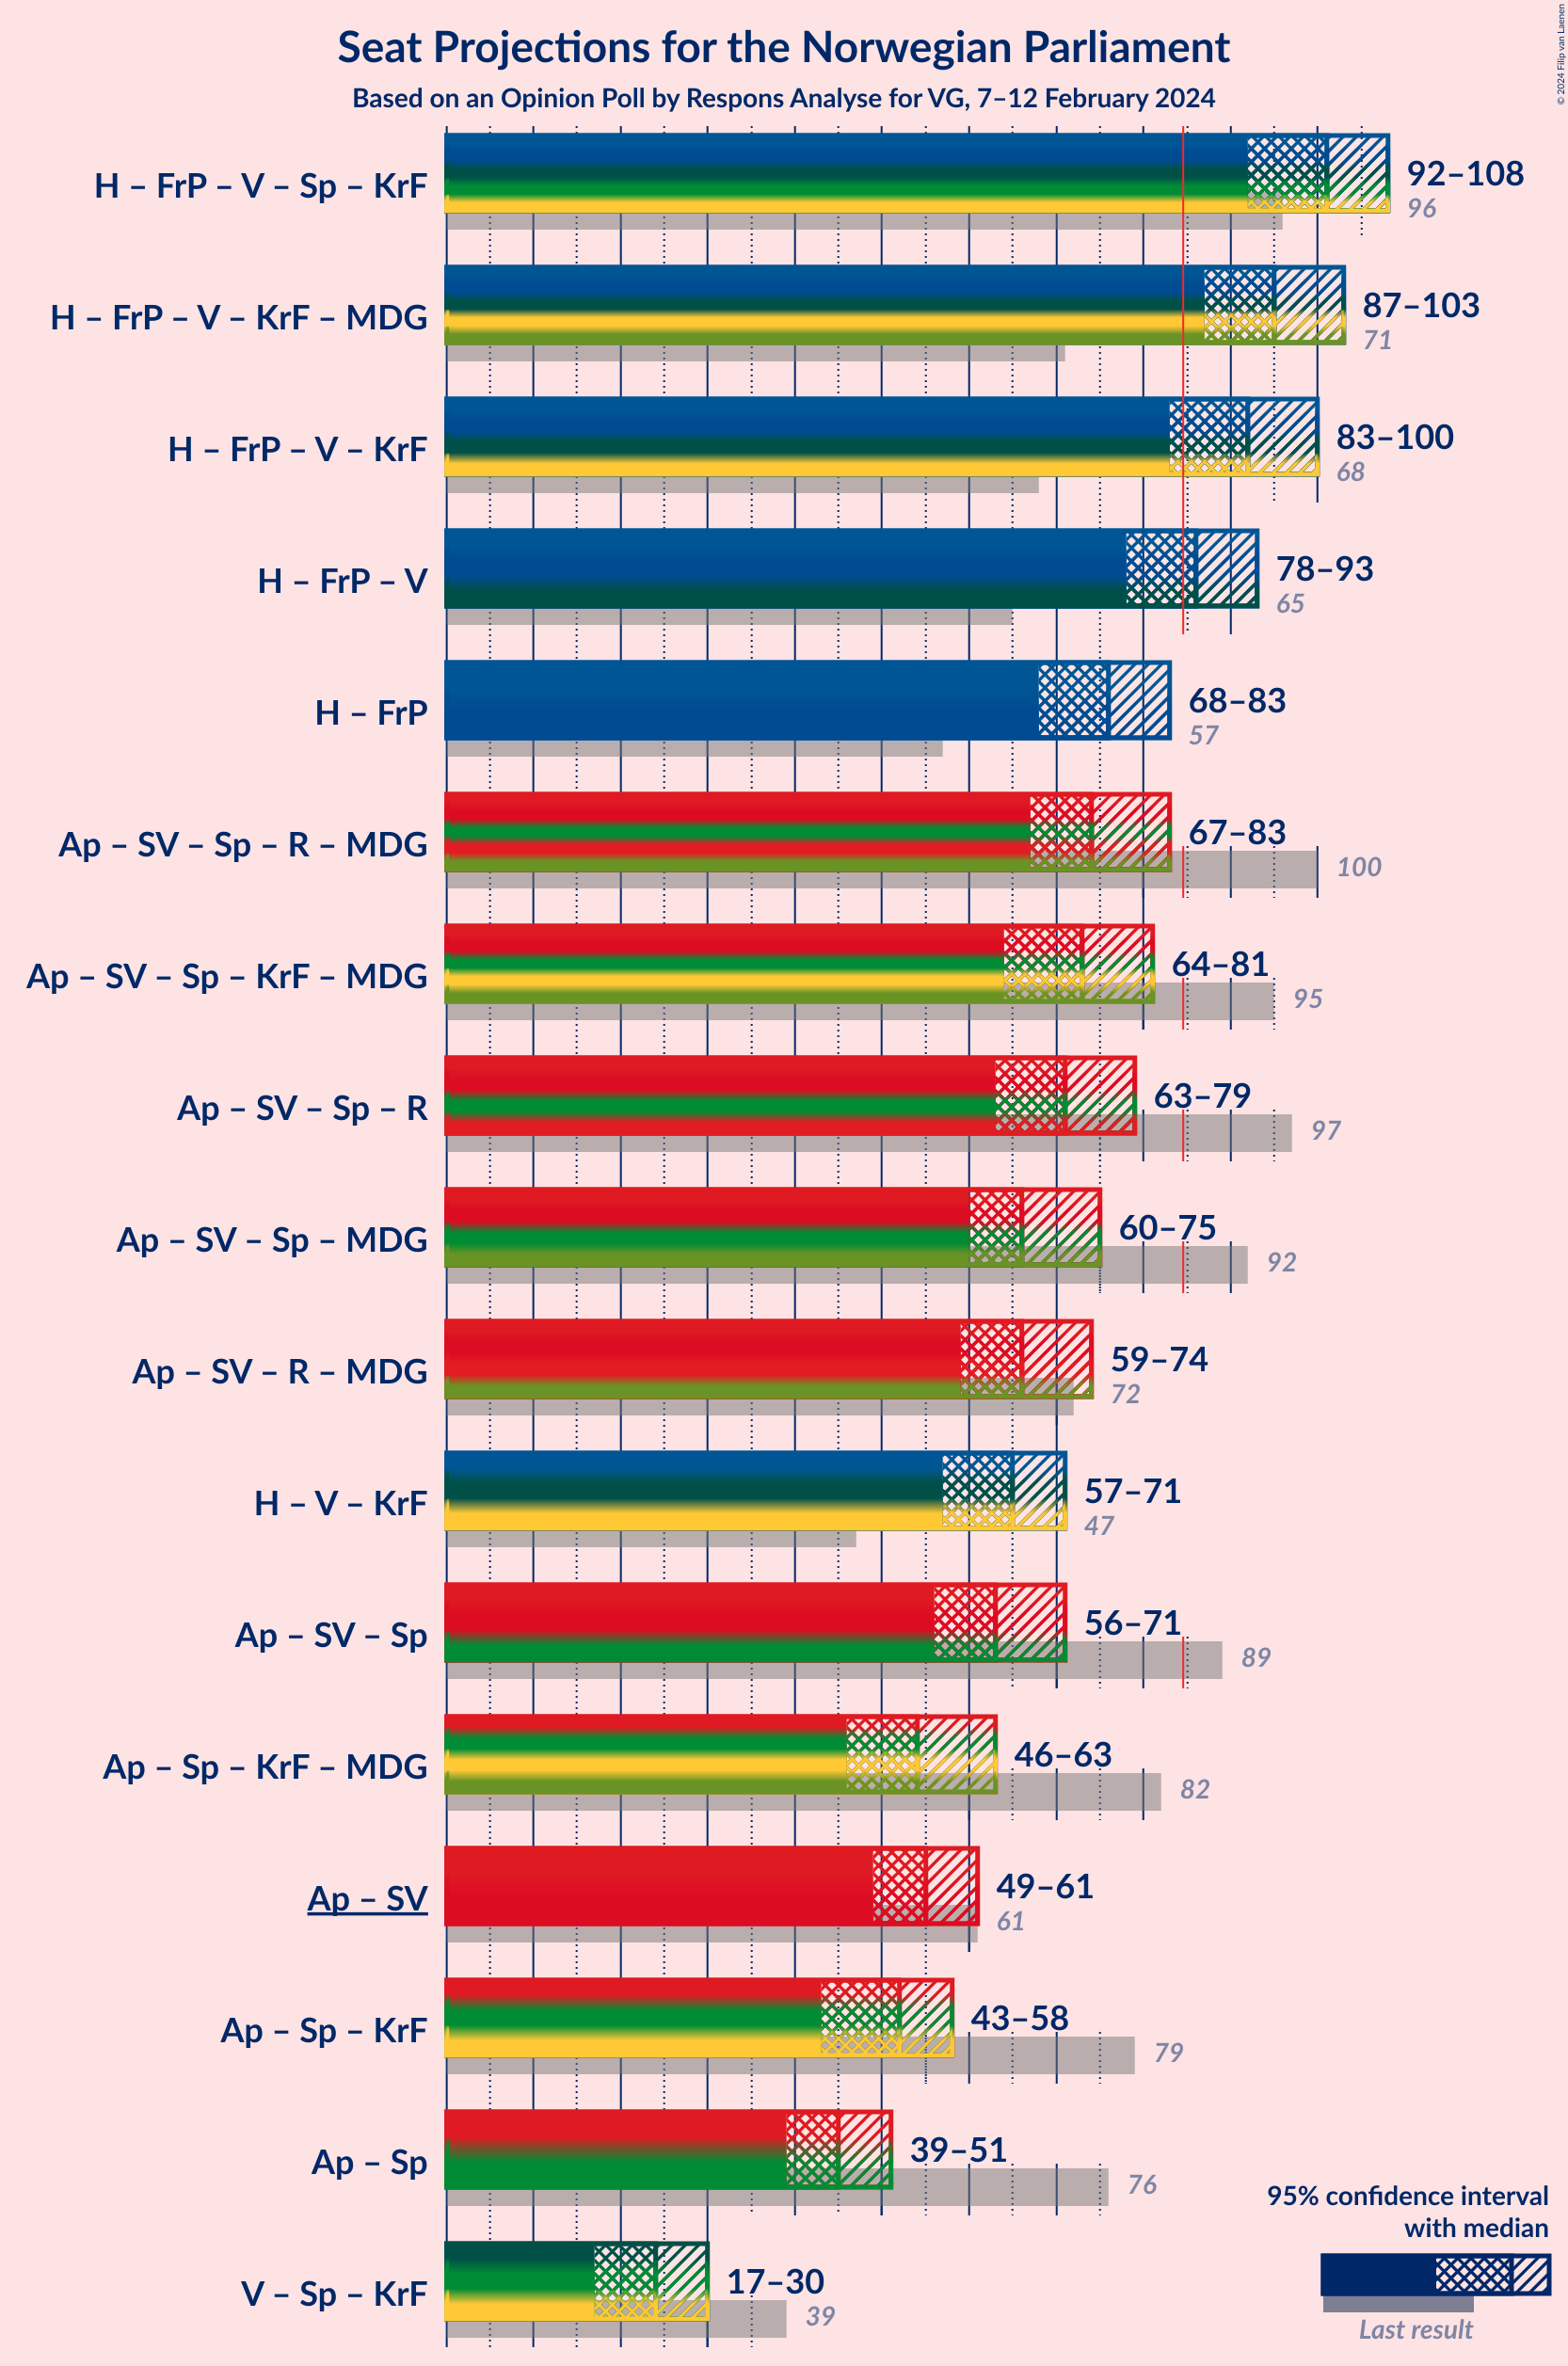 Seat Projections for the Norwegian Parliament
Based on an Opinion Poll by Respons Analyse for VG, 7–12 February 2024
© 2024 Filip van Laenen
H – FrP – V – Sp – KrF
92–108
96
H – FrP – V – KrF – MDG
87–103
71
H – FrP – V – KrF
83–100
68
H – FrP – V
78–93
65
H – FrP
68–83
57
Ap – SV – Sp – R – MDG
67–83
100
Ap – SV – Sp – KrF – MDG
64–81
95
Ap – SV – Sp – R
63–79
97
Ap – SV – Sp – MDG
60–75
92
Ap – SV – R – MDG
59–74
72
H – V – KrF
57–71
47
Ap – SV – Sp
56–71
89
Ap – Sp – KrF – MDG
46–63
82
Ap – SV
49–61
61
Ap – Sp – KrF
43–58
79
Ap – Sp
39–51
76
V – Sp – KrF
17–30
39
95% confidence interval
with median
Last result